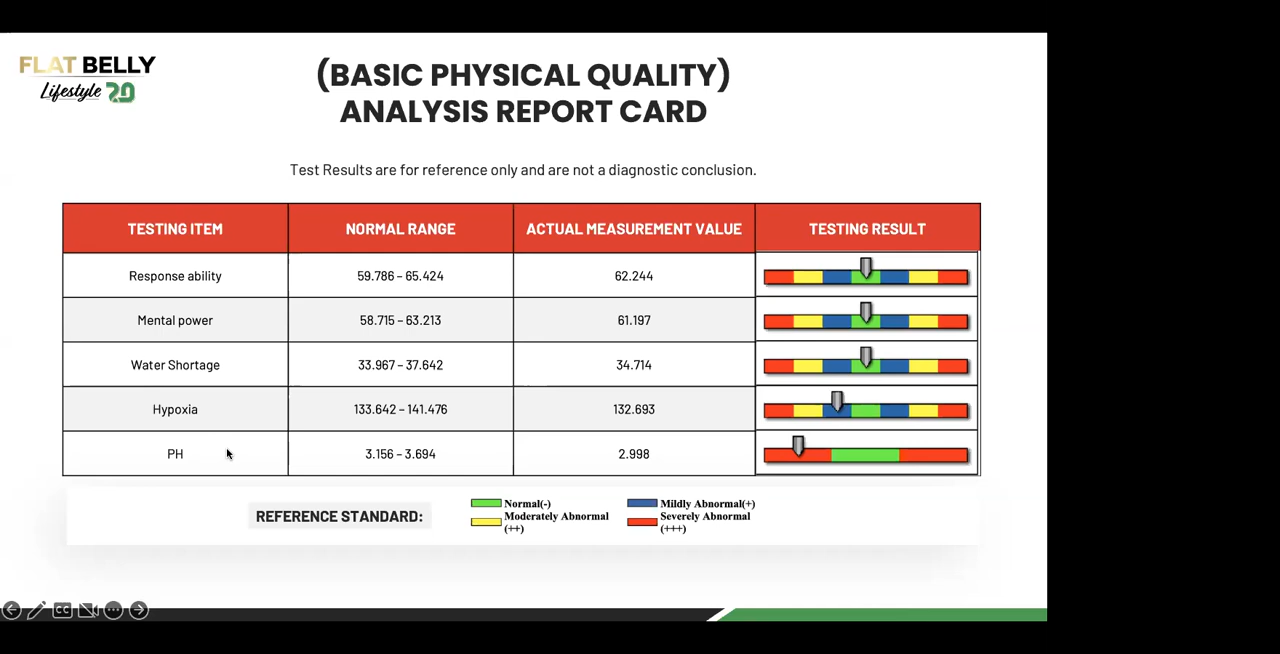 FLAT BELLY
Lifestyle 2.0
(BASIC PHYSICAL QUALITY)
ANALYSIS REPORT CARD
Test Results are for reference only and are not a diagnostic conclusion.
TESTING ITEM NORMAL RANGE ACTUAL MEASUREMENT VALUE TESTING RESULT
Response ability 59.786 – 65.424 62.244
Mental power 58.715 – 63.213 61.197
Water Shortage 33.967 – 37.642 34.714
Hypoxia 133.642 – 141.476 132.693
PH 3.156 – 3.694 2.998
REFERENCE STANDARD:
Normal(-) Mildly Abnormal(+)
Moderately Abnormal Severely Abnormal
(++) (+++)
CC